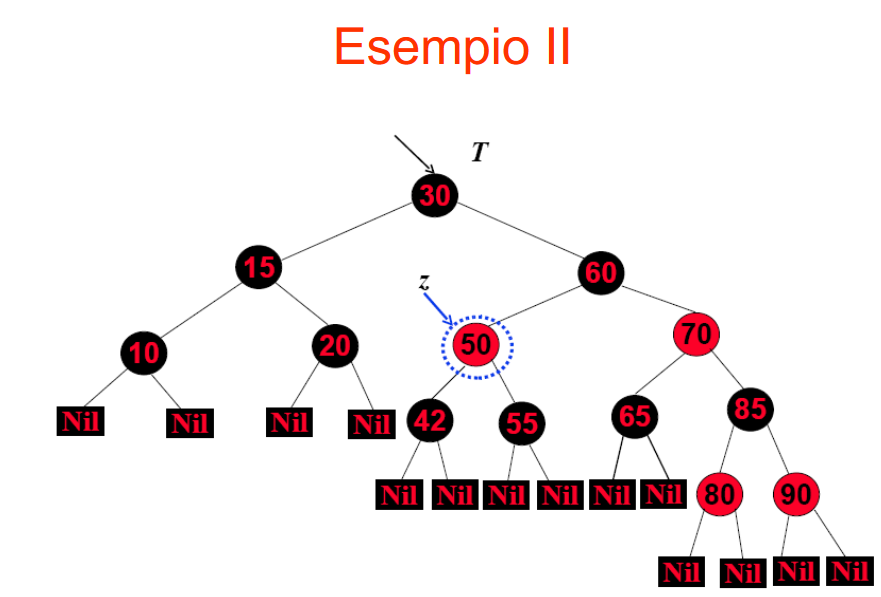 Esempio II
T
30
15
60
z
10
20
50
70
Nil
Nil
Nil
Nil
42
55
65
85
Nil
Nil
Nil
Nil
Nil
Nil
80
90
Nil
Nil
Nil
Nil